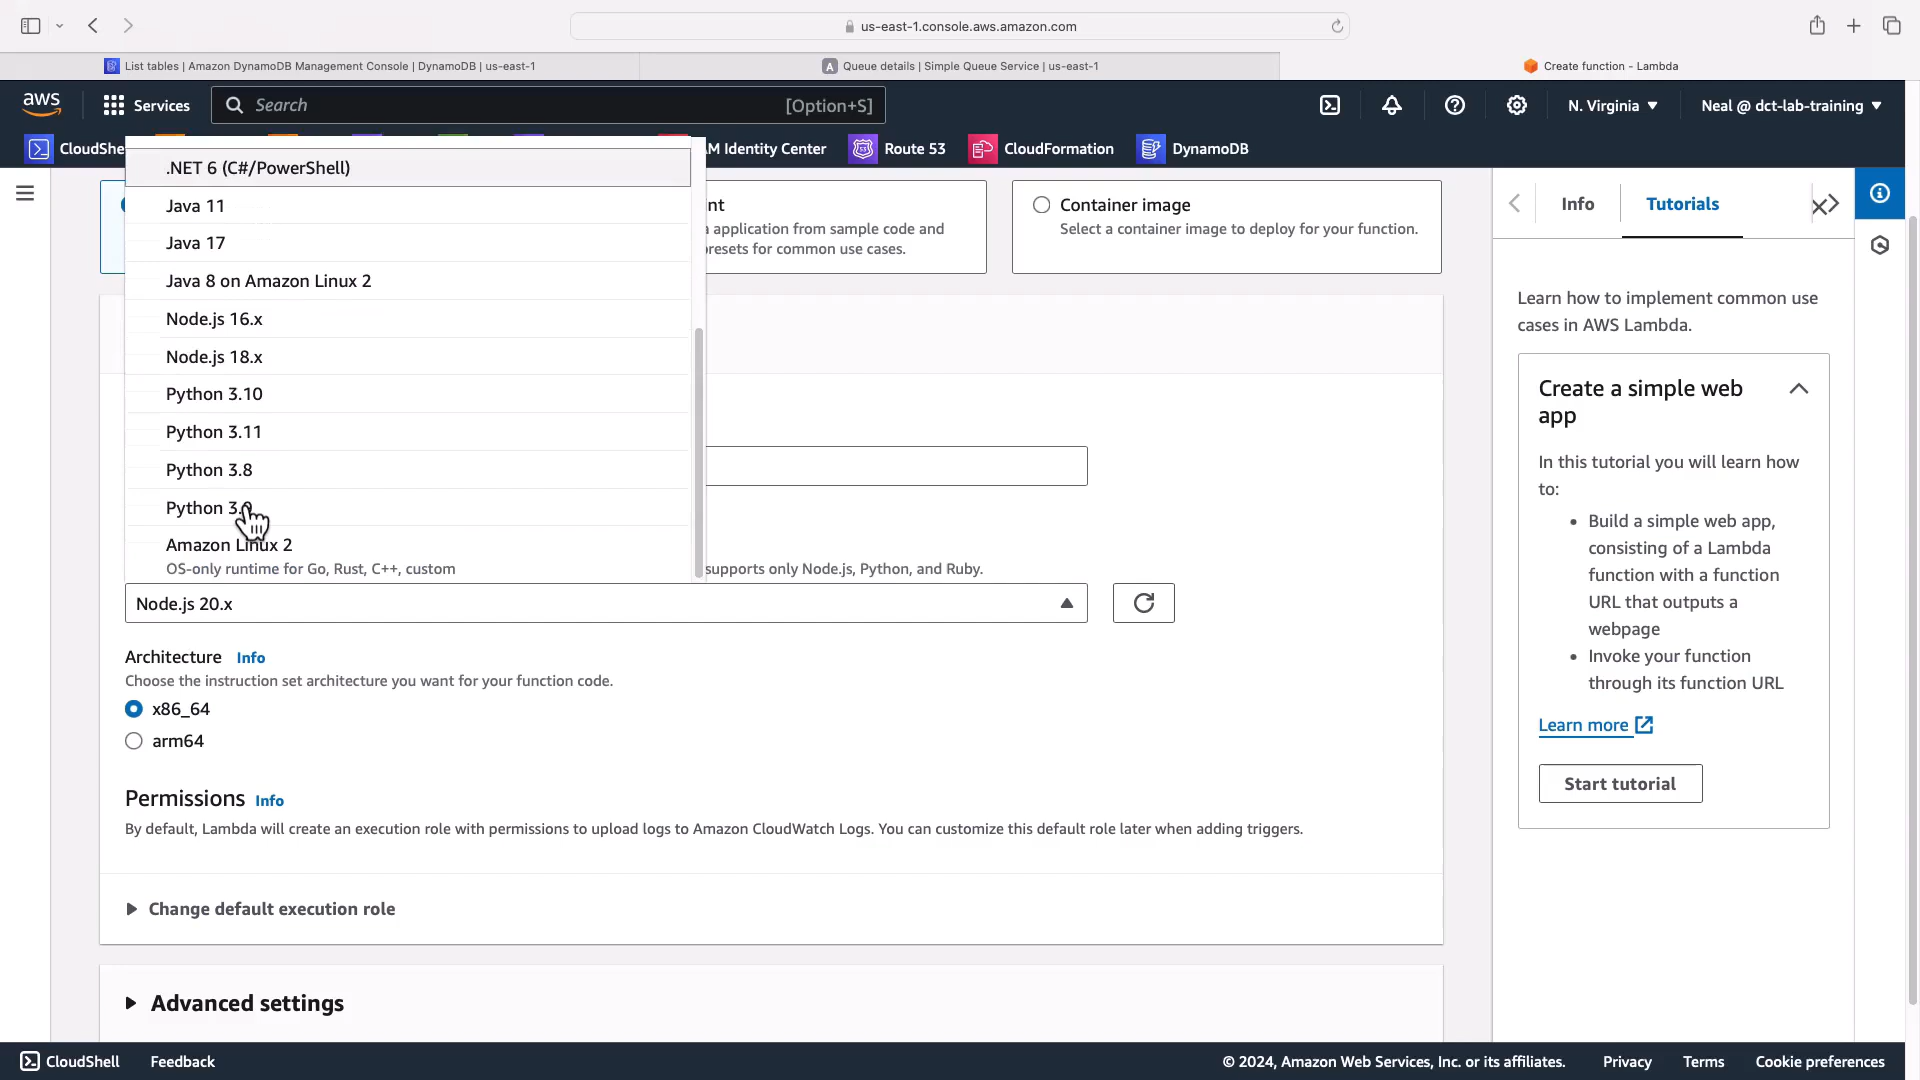 us-east-1.console.aws.amazon.com
List tables | Amazon DynamoDB Management Console | DynamoDB | us-east-1
A
Queue details | Simple Queue Service | us-east-1
Create function - Lambda
aws
Services
Search
[Option+S]
N. Virginia
Neal @ dct-lab-training
CloudShe
AM Identity Center
Route 53
CloudFormation
DynamoDB
.NET 6 (C#/PowerShell)
Java 11
Java 17
Java 8 on Amazon Linux 2
Node.js 16.x
Node.js 18.x
Python 3.10
Python 3.11
Python 3.8
Python
Amazon Linux 2
OS-only runtime for Go, Rust, C++, custom
nt
a application from sample code and
presets for common use cases.
Container image
Select a container image to deploy for your function.
supports only Node.js, Python, and Ruby.
Node.js 20.x
Architecture Info
Choose the instruction set architecture you want for your function code.
x86_64
arm64
Permissions Info
By default, Lambda will create an execution role with permissions to upload logs to Amazon CloudWatch Logs. You can customize this default role later when adding triggers.
Change default execution role
Advanced settings
Info
Tutorials
Learn how to implement common use
cases in AWS Lambda.
Create a simple web
app
In this tutorial you will learn how
to:
• Build a simple web app,
consisting of a Lambda
function with a function
URL that outputs a
webpage
• Invoke your function
through its function URL
Learn more
Start tutorial
CloudShell
Feedback
© 2024, Amazon Web Services, Inc. or its affiliates.
Privacy
Terms
Cookie preferences